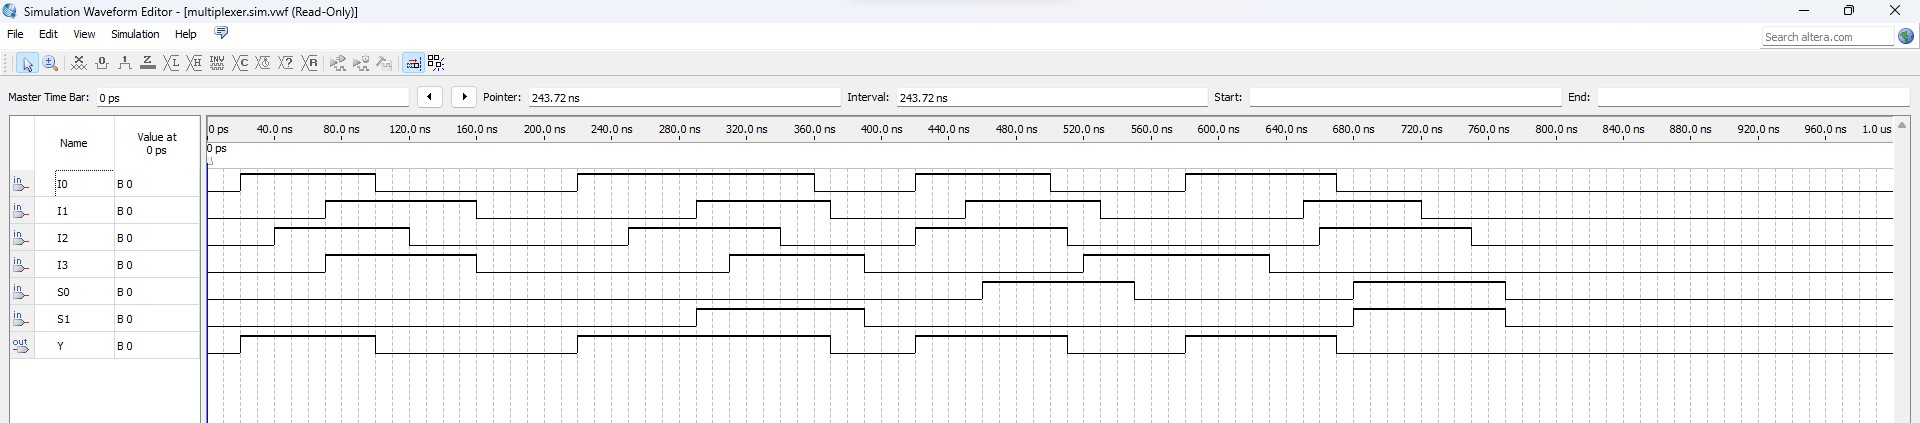 Simulation Waveform Editor - [multiplexer.sim.vwf (Read-Only)]
File Edit View Simulation Help
Search altera.com
Master Time Bar: 0 ps Pointer: 243.72 ns Interval: 243.72 ns Start: End:
Name Value at 0 ps
0 ps 40.0 ns 80.0 ns 120.0 ns 160.0 ns 200.0 ns 240.0 ns 280.0 ns 320.0 ns 360.0 ns 400.0 ns 440.0 ns 480.0 ns 520.0 ns 560.0 ns 600.0 ns 640.0 ns 680.0 ns 720.0 ns 760.0 ns 800.0 ns 840.0 ns 880.0 ns 920.0 ns 960.0 ns 1.0 us
0 ps
in I0 B 0
in I1 B 0
in I2 B 0
in I3 B 0
in S0 B 0
in S1 B 0
out Y B 0